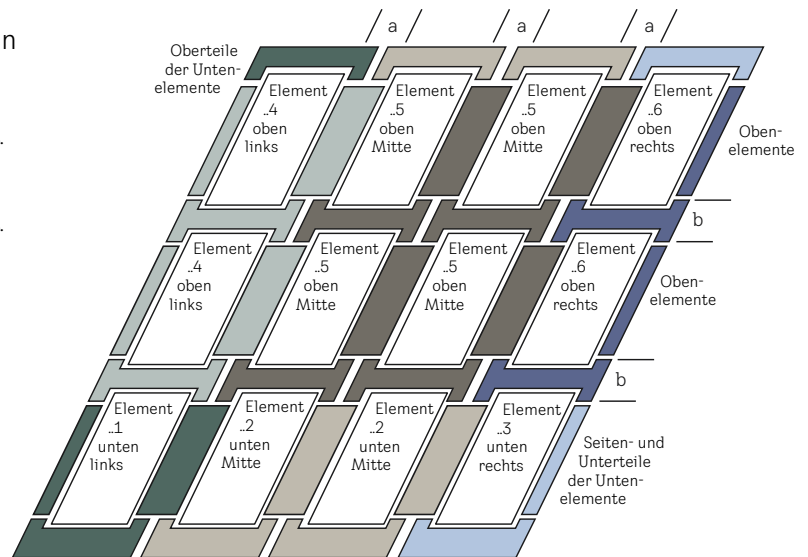 n
a
a
a
Oberteile
der Unten-
elemente
Element
..4
oben
links
Element
..5
oben
Mitte
Element
..5
oben
Mitte
Element
..6
oben
rechts
Oben-
elemente
.
b
.
Element
..4
oben
links
Element
..5
oben
Mitte
Element
..5
oben
Mitte
Element
..6
oben
rechts
Oben-
elemente
b
Element
..1
unten
links
Element
..2
unten
Mitte
Element
..2
unten
Mitte
Element
..3
unten
rechts
Seiten- und
Unterteile
der Unten-
elemente